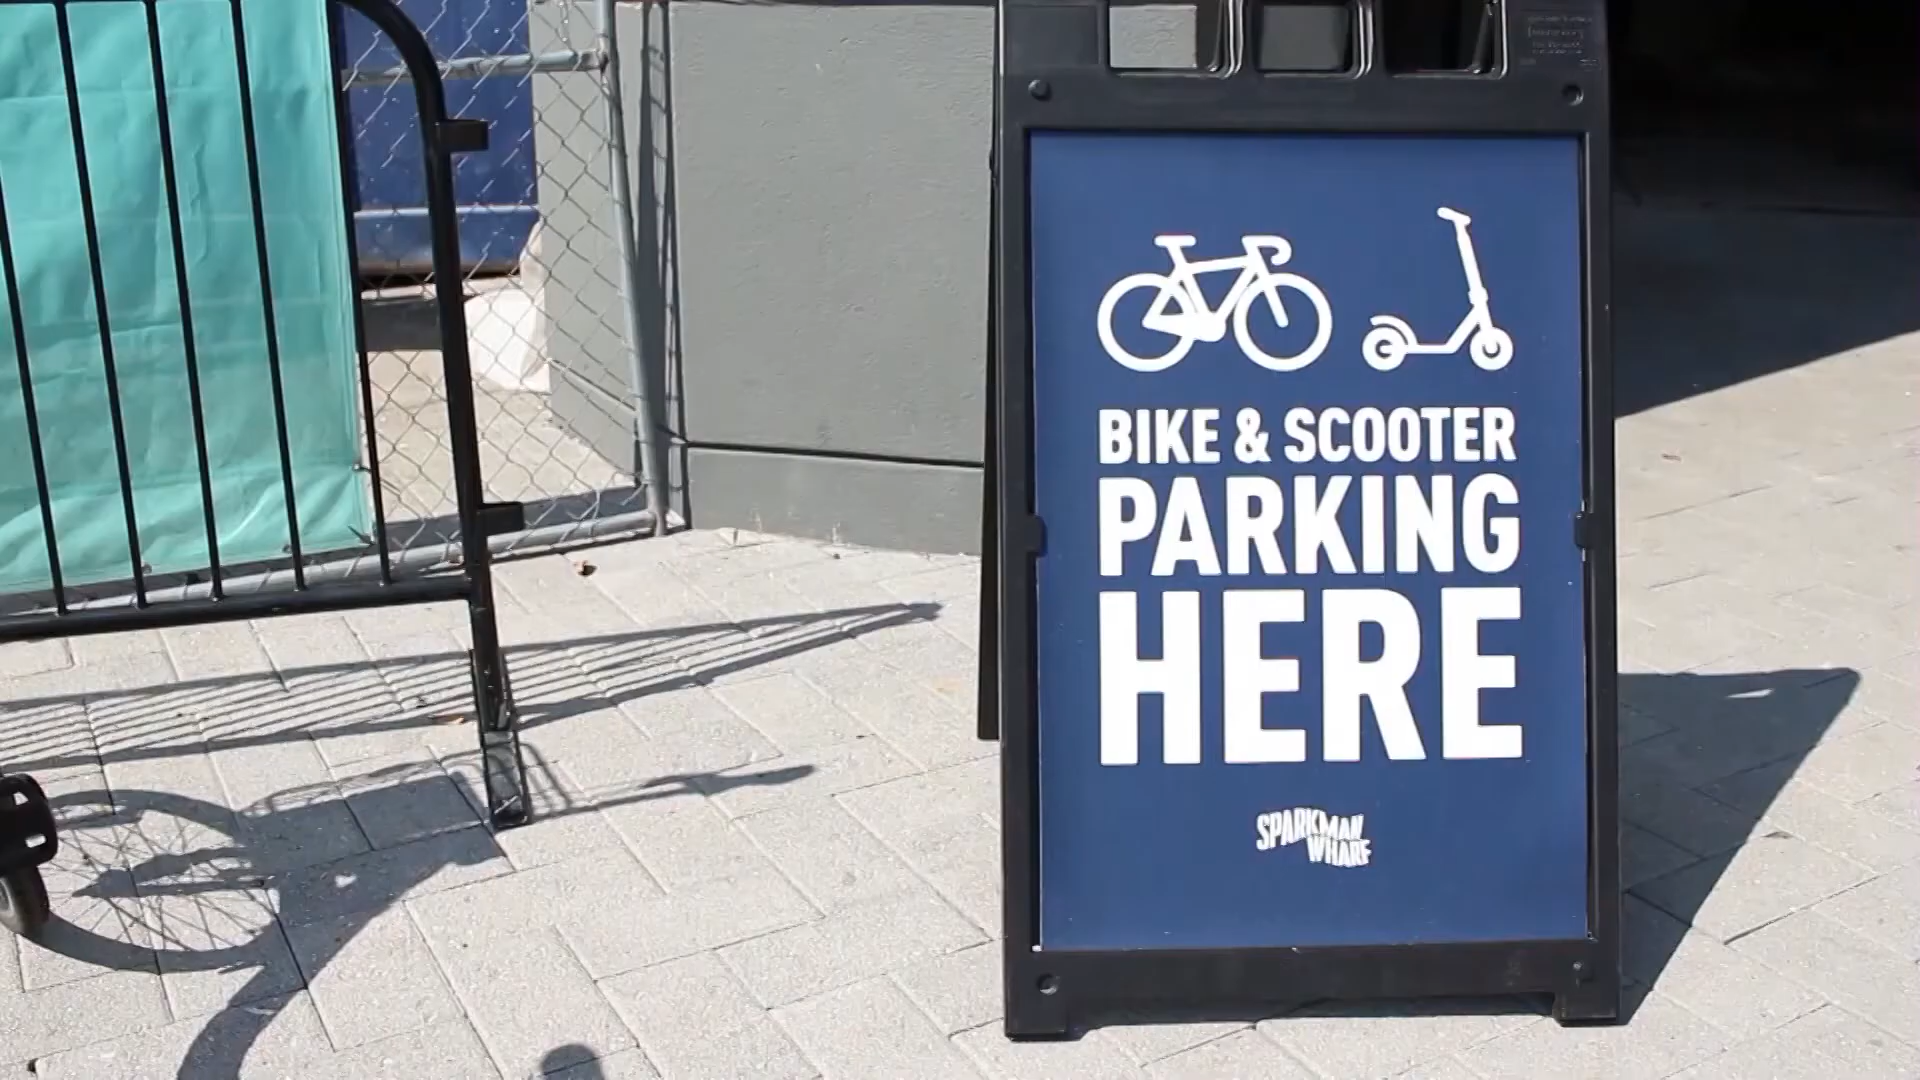 BIKE & SCOOTER
PARKING
HERE
SPARKMAN
WHARF